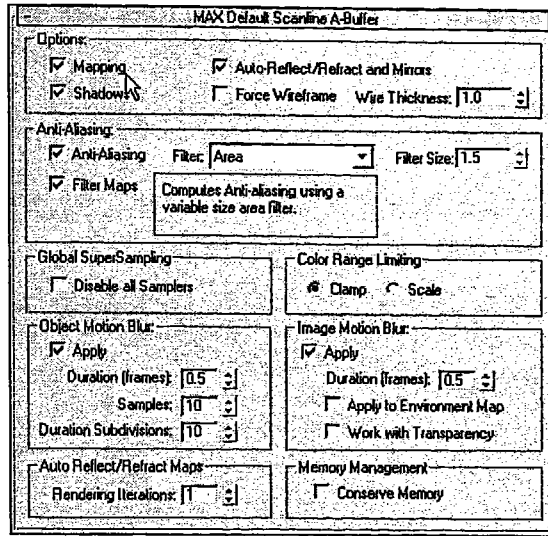 MAX Default Scanline A-Buffer
Options:
Mapping
Auto-Reflect/Refract and Mirrors
Shadows
Force Wireframe Wire Thickness: 1.0
Anti-Aliasing:
Anti-Aliasing Filter: Area Filter Size: 1.5
Filter Maps
Computes Anti-aliasing using a
variable size area filter.
Global SuperSampling
Disable all Samplers
Color Range Limiting
Clamp Scale
Object Motion Blur:
Apply
Duration (frames): 0.5
Samples: 10
Duration Subdivisions: 10
Image Motion Blur:
Apply
Duration (frames): 0.5
Apply to Environment Map
Work with Transparency
Auto Reflect/Refract Maps
Rendering Iterations: 1
Memory Management
Conserve Memory